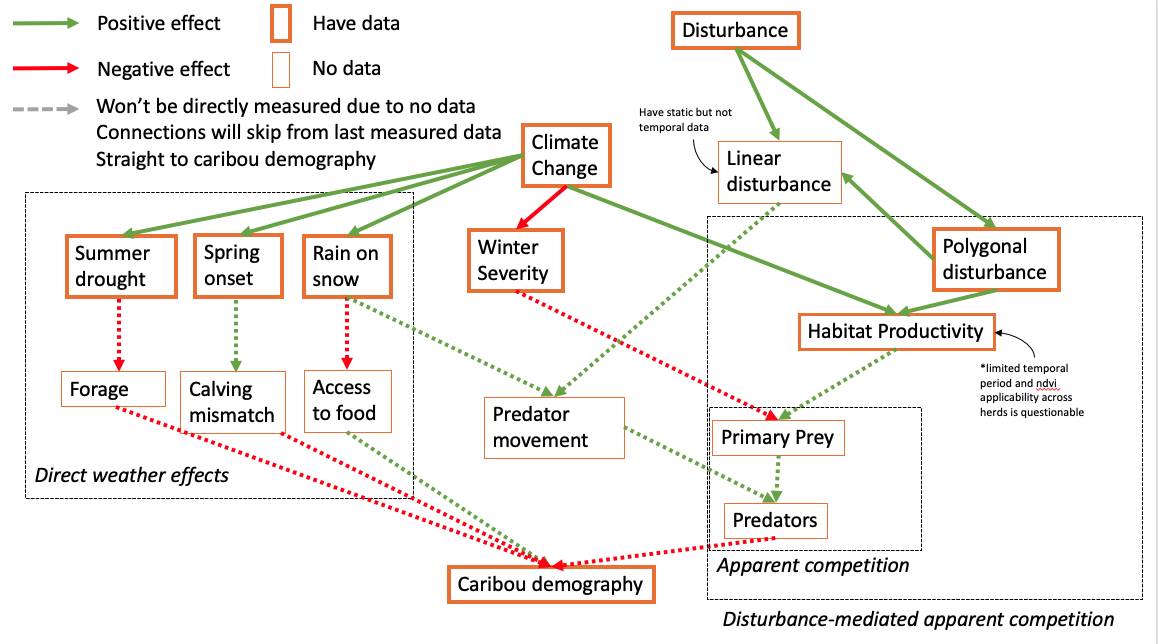 Positive effect
Have data
Negative effect
No data
Won't be directly measured due to no data
Connections will skip from last measured data
Straight to caribou demography
Disturbance
Have static but not
temporal data
Climate
Change
Linear
disturbance
Summer
drought
Spring
onset
Rain on
snow
Winter
Severity
Polygonal
disturbance
Habitat Productivity
*limited temporal
period and ndvi
applicability across
herds is questionable
Forage
Calving
mismatch
Access
to food
Predator
movement
Primary Prey
Direct weather effects
Predators
Apparent competition
Caribou demography
Disturbance-mediated apparent competition